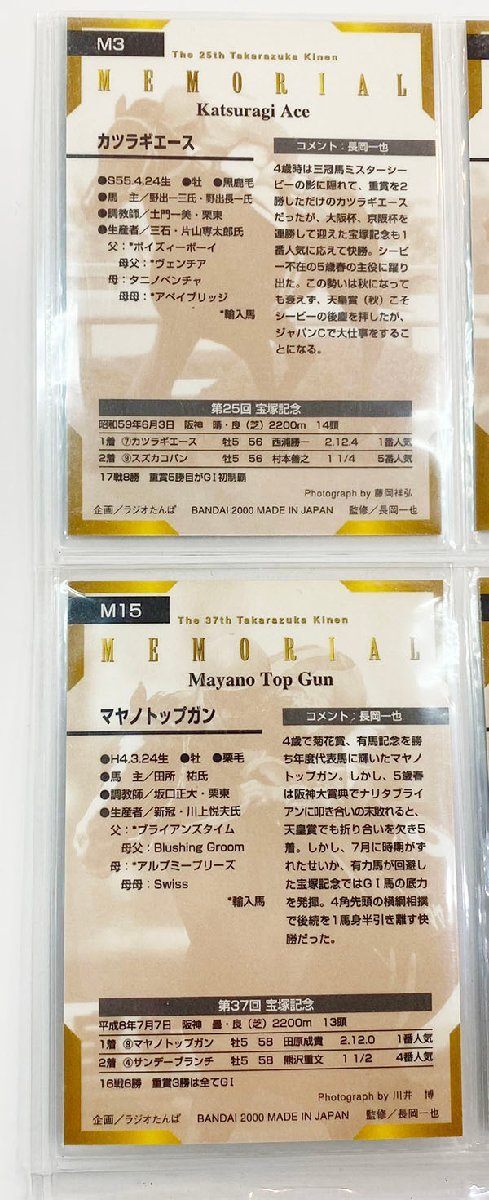 M3
The 25th Takarazuka Kinen
MEMORIAL
Katsuragi Ace
カツラギエース
●S55.4.24生 ●牡 ●黒鹿毛
●馬 主/野出一三氏・野出長一氏
●調教師/土門一美・栗東
●生産者/三石・片山専太郎氏
父:*ボイズィーボーイ
母父:*ヴェンチア
母:タニノベンチャ
母母:*アベイブリッジ
*輸入馬
コメント:長岡一也
4歳時は三冠馬ミスターシー
ビーの影に隠れて、重賞を2
勝しただけのカツラギエース
だったが、大阪杯、京阪杯を
連勝して迎えた宝塚記念も1
番人気に応えて快勝。シービ
ー不在の5歳春の主役に躍り
出た。この勢いは秋になって
も衰えず、天皇賞(秋)こそ
シービーの後塵を拝したが、
ジャパンCで大仕事をするこ
とになる。
第25回 宝塚記念
昭和59年6月3日 阪神 晴・良(芝)2200m 14頭
1着 ⑦カツラギエース 牡5 56 西浦勝一 2.12.4 1番人気
2着 ⑨スズカコバン 牡5 56 村本善之 1 1/4 5番人気
17戦8勝 重賞5勝目がGI初制覇
Photograph by 藤岡祥弘
企画/ラジオたんぱ BANDAI 2000 MADE IN JAPAN 監修/長岡一也
M15
The 37th Takarazuka Kinen
MEMORIAL
Mayano Top Gun
マヤノトップガン
●H4.3.24生 ●牡 ●栗毛
●馬 主/田所 祐氏
●調教師/坂口正大・栗東
●生産者/新冠・川上悦夫氏
父:*ブライアンズタイム
母父:Blushing Groom
母:*アルプミープリーズ
母母:Swiss
*輸入馬
コメント:長岡一也
4歳で菊花賞、有馬記念を勝
ち年度代表馬に輝いたマヤノ
トップガン。しかし、5歳春
は阪神大賞典でナリタブライ
アンに叩き合いの末敗れると、
天皇賞でも折り合いを欠き5
着。しかし、7月に時期がず
れたせいか、有力馬が回避し
た宝塚記念ではGI馬の底力
を発揮。4角先頭の横綱相撲
で後続を1馬身半引き離す快
勝だった。
第37回 宝塚記念
平成8年7月7日 阪神 曇・良(芝)2200m 13頭
1着 ⑧マヤノトップガン 牡5 58 田原成貴 2.12.0 1番人気
2着 ④サンデーブランチ 牡5 58 熊沢重文 1 1/2 4番人気
16戦6勝 重賞3勝は全てGI
Photograph by 川井 博
企画/ラジオたんぱ BANDAI 2000 MADE IN JAPAN 監修/長岡一也